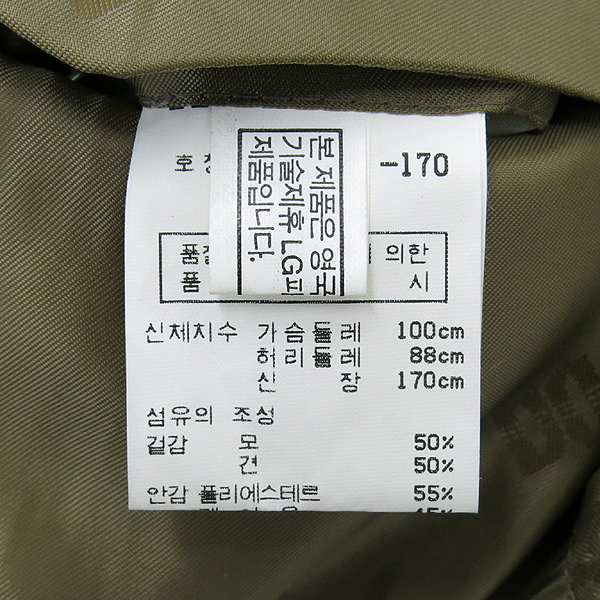 호 -170
본 제품은 영국
기술제휴 LG패
제품입니다.
품질 의한
품 시
신체치수 가슴둘레 100cm
허리둘레 88cm
신 장 170cm
섬유의 조성
겉감 모 50%
견 50%
안감 폴리에스테르 55%